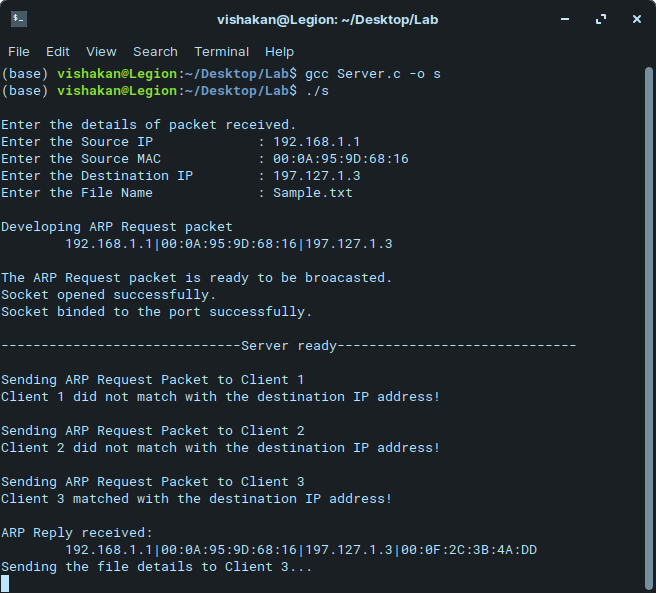 vishakan@Legion: ~/Desktop/Lab
File Edit View Search Terminal Help
(base) vishakan@Legion:~/Desktop/Lab$ gcc Server.c -o s
(base) vishakan@Legion:~/Desktop/Lab$ ./s
Enter the details of packet received.
Enter the Source IP : 192.168.1.1
Enter the Source MAC : 00:0A:95:9D:68:16
Enter the Destination IP : 197.127.1.3
Enter the File Name : Sample.txt
Developing ARP Request packet
192.168.1.1|00:0A:95:9D:68:16|197.127.1.3
The ARP Request packet is ready to be broacasted.
Socket opened successfully.
Socket binded to the port successfully.
------------------------------Server ready------------------------------
Sending ARP Request Packet to Client 1
Client 1 did not match with the destination IP address!
Sending ARP Request Packet to Client 2
Client 2 did not match with the destination IP address!
Sending ARP Request Packet to Client 3
Client 3 matched with the destination IP address!
ARP Reply received:
192.168.1.1|00:0A:95:9D:68:16|197.127.1.3|00:0F:2C:3B:4A:DD
Sending the file details to Client 3...